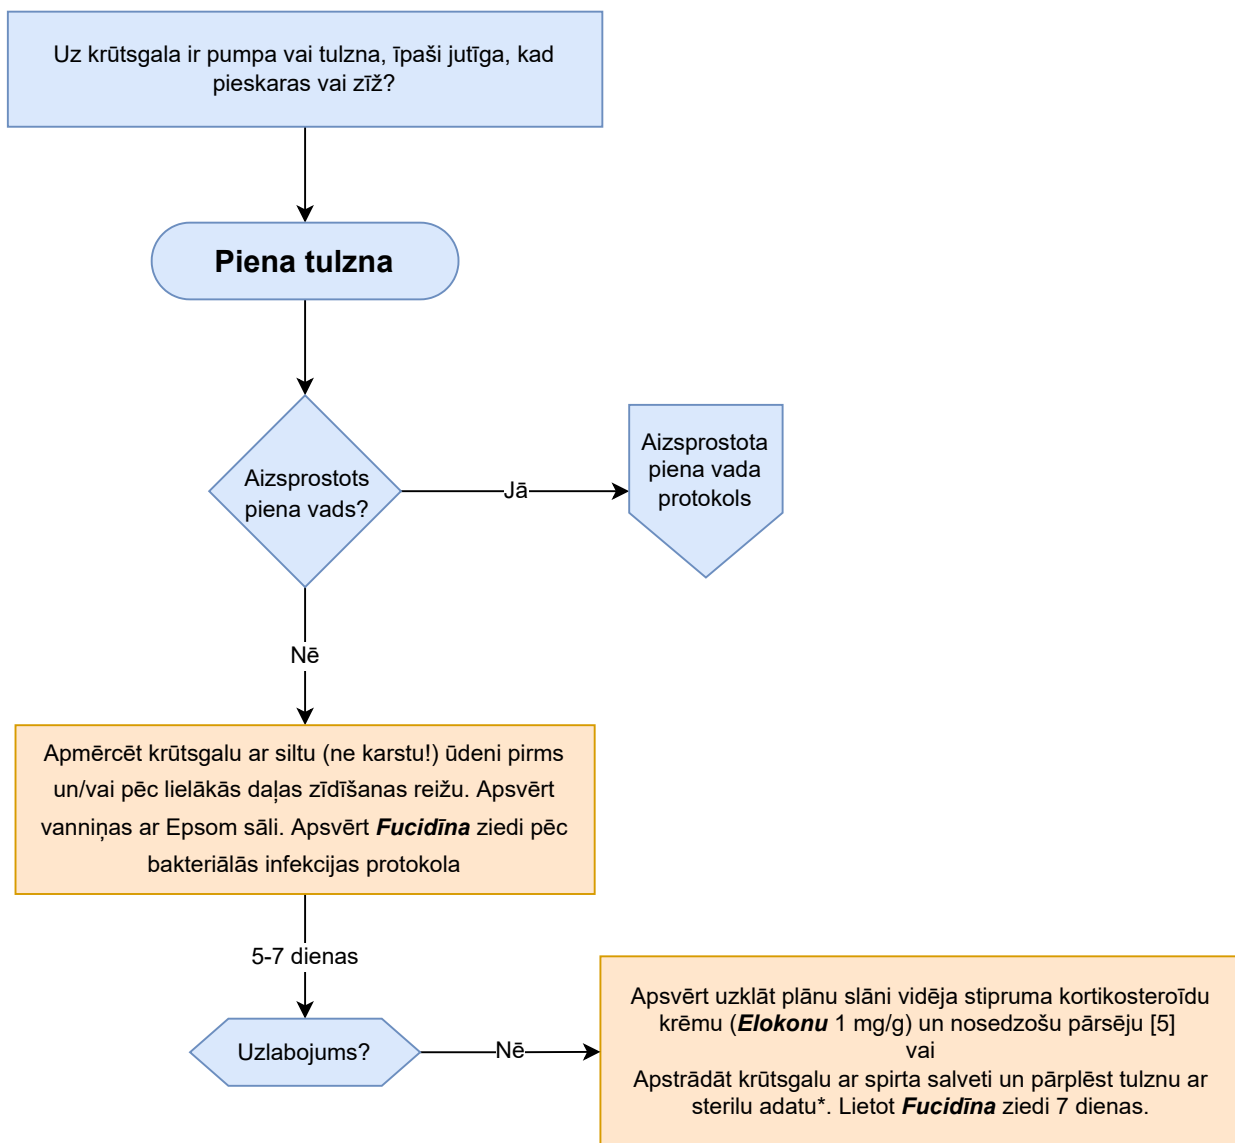 Uz krūtsgala ir pumpa vai tulzna, īpaši jutīga, kad
pieskaras vai zīž?
Piena tulzna
Aizsprostots
piena vads?
Jā
Aizsprostota
piena vada
protokols
Nē
Apmērcēt krūtsgalu ar siltu (ne karstu!) ūdeni pirms
un/vai pēc lielākās daļas zīdīšanas reižu. Apsvērt
vanniņas ar Epsom sāli. Apsvērt Fucidīna ziedi pēc
bakteriālās infekcijas protokola
5-7 dienas
Uzlabojums?
Nē
Apsvērt uzklāt plānu slāni vidēja stipruma kortikosteroīdu
krēmu (Elokonu 1 mg/g) un nosedzošu pārsēju [5]
vai
Apstrādāt krūtsgalu ar spirta salveti un pārplēst tulznu ar
sterilu adatu*. Lietot Fucidīna ziedi 7 dienas.